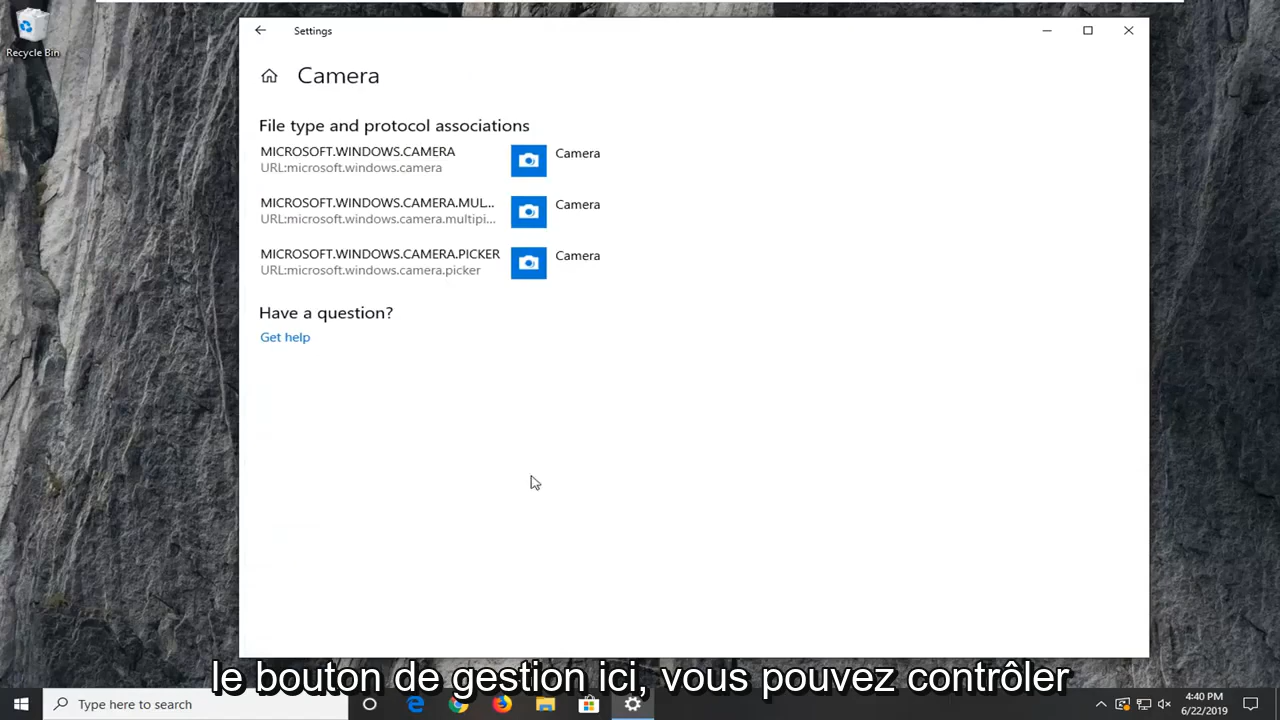 Recycle Bin
Settings
Camera
File type and protocol associations
MICROSOFT.WINDOWS.CAMERA
URL:microsoft.windows.camera
Camera
MICROSOFT.WINDOWS.CAMERA.MUL...
URL:microsoft.windows.camera.multipi...
Camera
MICROSOFT.WINDOWS.CAMERA.PICKER
URL:microsoft.windows.camera.picker
Camera
Have a question?
Get help
le bouton de gestion ici, vous pouvez contrôler
Type here to search
4:40 PM
6/22/2019